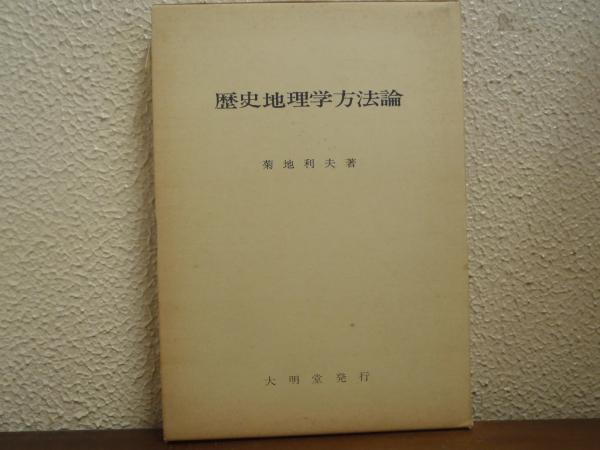 歴史地理学方法論
菊地利夫著
大明堂発行